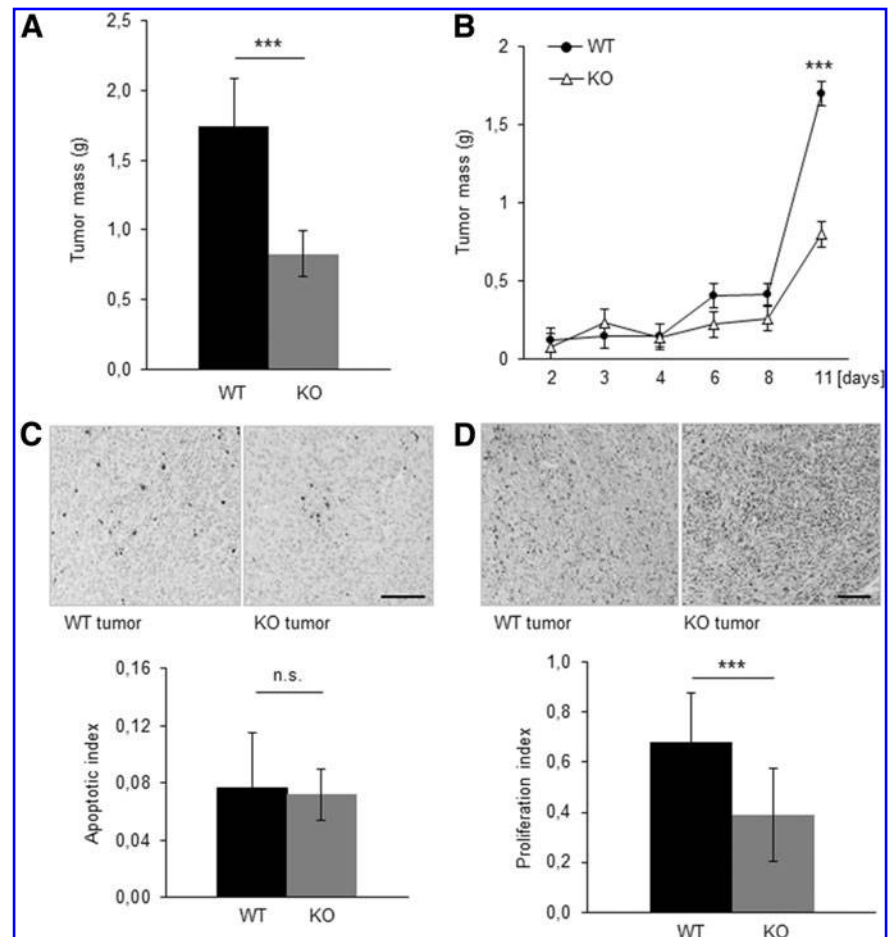 A
2,5
2,0
1,5
1,0
0,5
0,0
Tumor mass (g)
***
WT KO
B
WT
KO
2
1,5
1
0,5
0
Tumor mass (g)
***
2 3 4 6 8 11 [days]
C
WT tumor KO tumor
0,16
0,12
0,08
0,04
0,00
Apoptotic index
n.s.
WT KO
D
WT tumor KO tumor
1,0
0,8
0,6
0,4
0,2
0,0
Proliferation index
***
WT KO